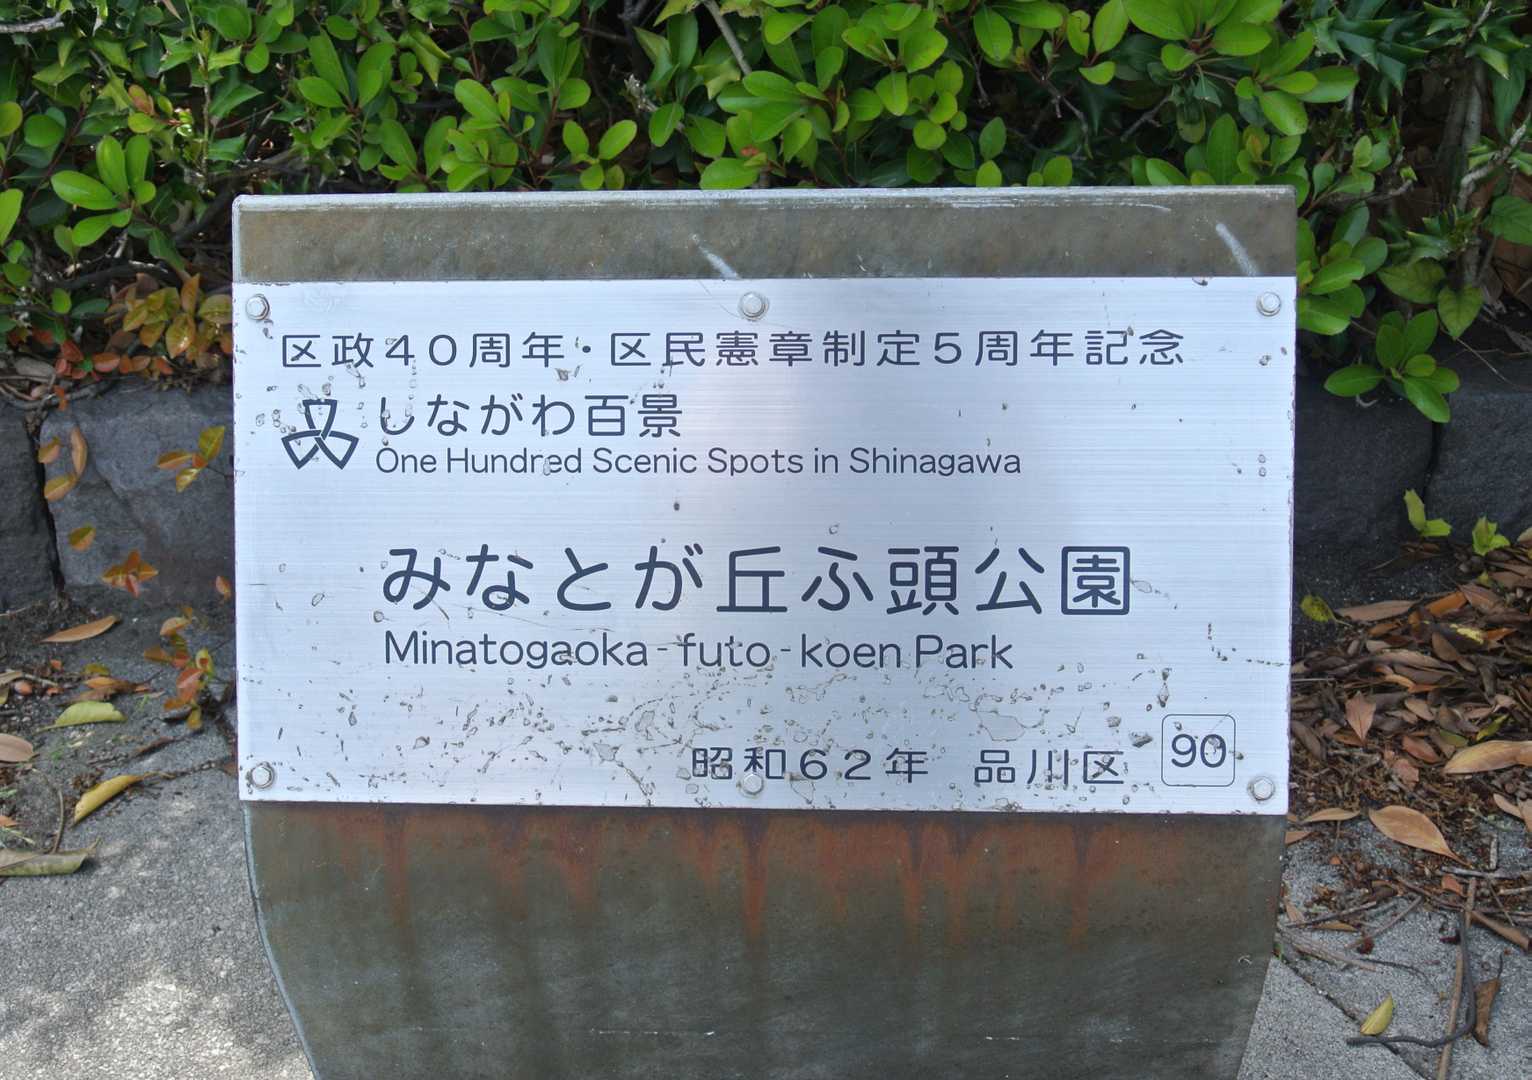 区政40周年・区民憲章制定5周年記念
しながわ百景
One Hundred Scenic Spots in Shinagawa
みなとが丘ふ頭公園
Minatogaoka-futo-koen Park
昭和62年 品川区 90